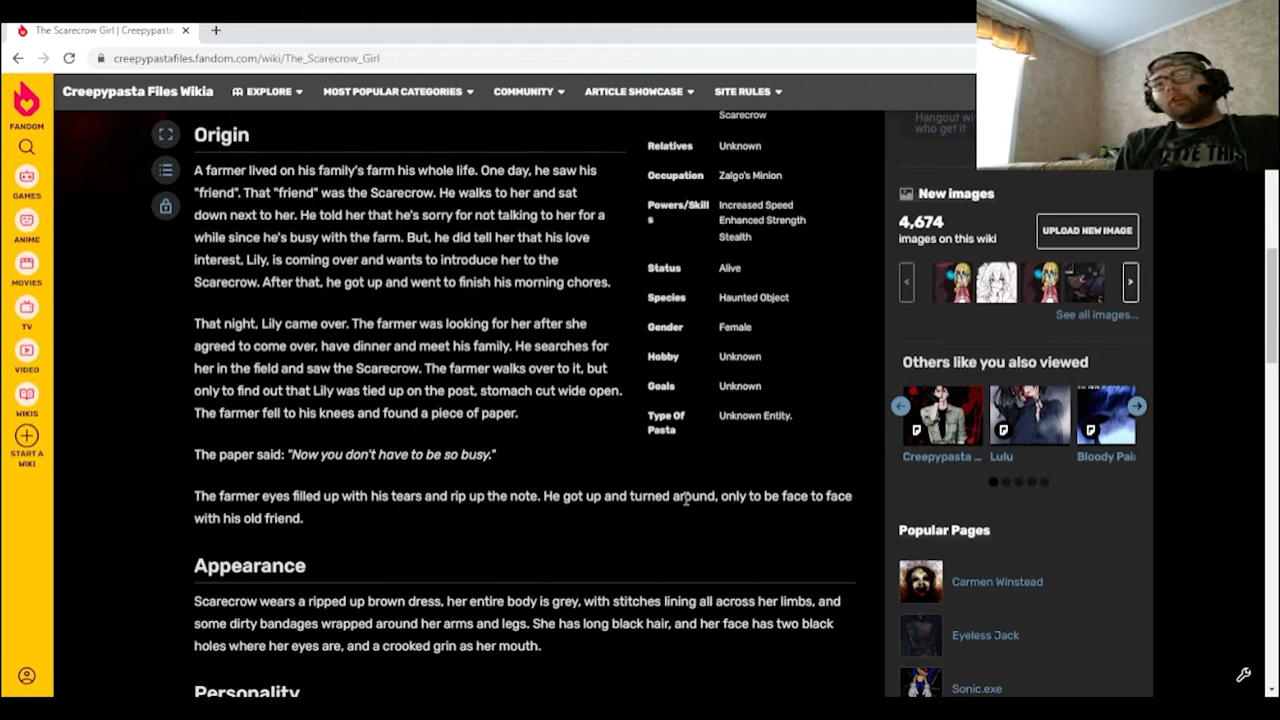 The Scarecrow Girl | Creepypasta
creepypastafiles.fandom.com/wiki/The_Scarecrow_Girl
FANDOM
GAMES
ANIME
MOVIES
TV
VIDEO
WIKIS
START A
WIKI
Creepypasta Files Wikia
EXPLORE
MOST POPULAR CATEGORIES
COMMUNITY
ARTICLE SHOWCASE
SITE RULES
Origin
A farmer lived on his family's farm his whole life. One day, he saw his
"friend". That "friend" was the Scarecrow. He walks to her and sat
down next to her. He told her that he's sorry for not talking to her for a
while since he's busy with the farm. But, he did tell her that his love
interest, Lily, is coming over and wants to introduce her to the
Scarecrow. After that, he got up and went to finish his morning chores.
That night, Lily came over. The farmer was looking for her after she
agreed to come over, have dinner and meet his family. He searches for
her in the field and saw the Scarecrow. The farmer walks over to it, but
only to find out that Lily was tied up on the post, stomach cut wide open.
The farmer fell to his knees and found a piece of paper.
The paper said: "Now you don't have to be so busy."
The farmer eyes filled up with his tears and rip up the note. He got up and turned around, only to be face to face
with his old friend.
Appearance
Scarecrow wears a ripped up brown dress, her entire body is grey, with stitches lining all across her limbs, and
some dirty bandages wrapped around her arms and legs. She has long black hair, and her face has two black
holes where her eyes are, and a crooked grin as her mouth.
Personality
Scarecrow
Relatives Unknown
Occupation Zalgo's Minion
Powers/Skill
s
Increased Speed
Enhanced Strength
Stealth
Status Alive
Species Haunted Object
Gender Female
Hobby Unknown
Goals Unknown
Type Of
Pasta
Unknown Entity.
Hangout wi
who get it
New images
4,674
images on this wiki
UPLOAD NEW IMAGE
See all images...
Others like you also viewed
Creepypasta ...
Lulu
Bloody Pai
Popular Pages
Carmen Winstead
Eyeless Jack
Sonic.exe